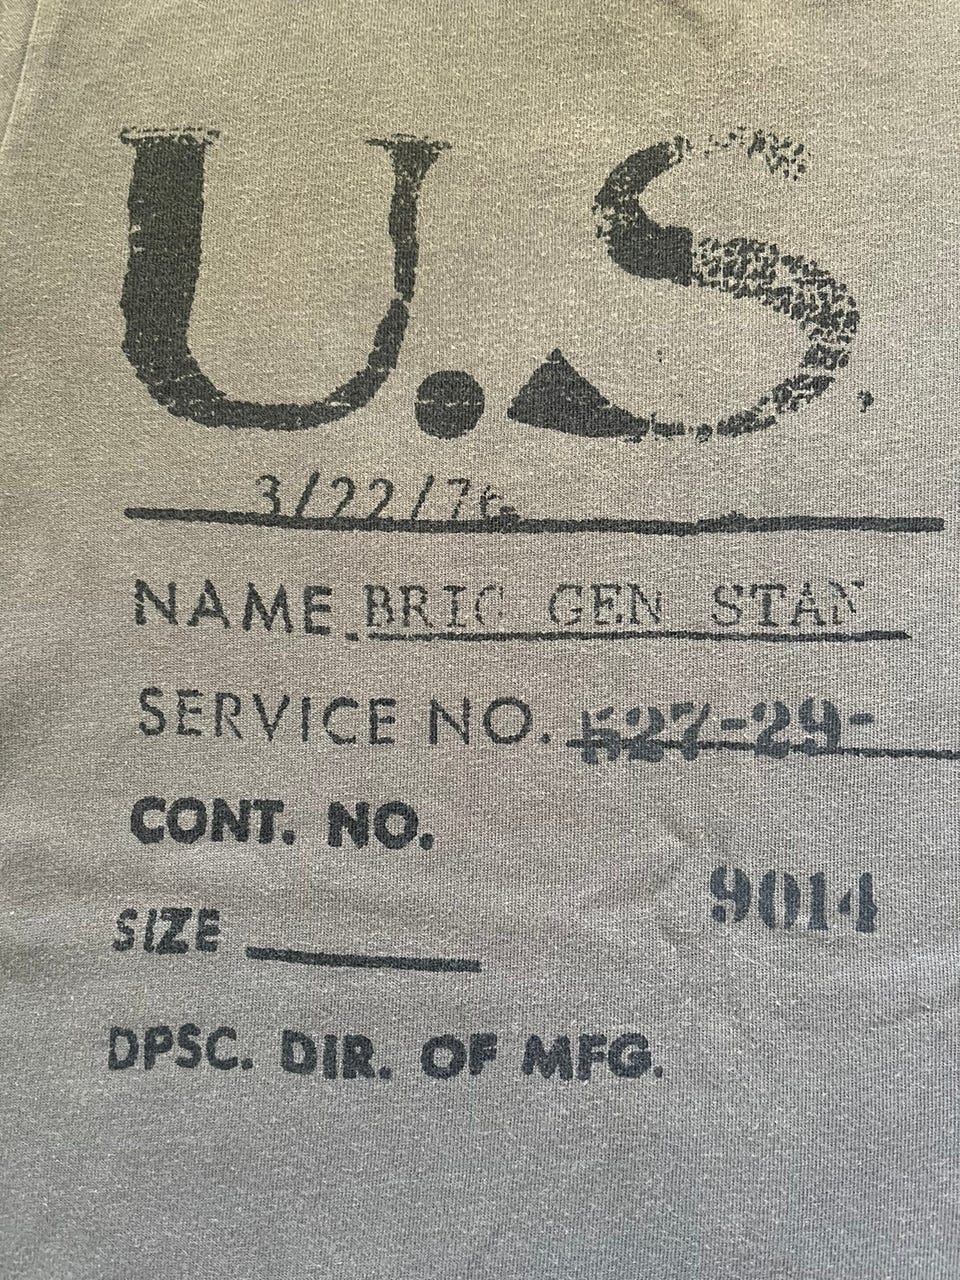 U.S.
3/22/76
NAME BRIG GEN STAN
SERVICE NO. 527-29-
CONT. NO.
9014
SIZE
DPSC. DIR. OF MFG.